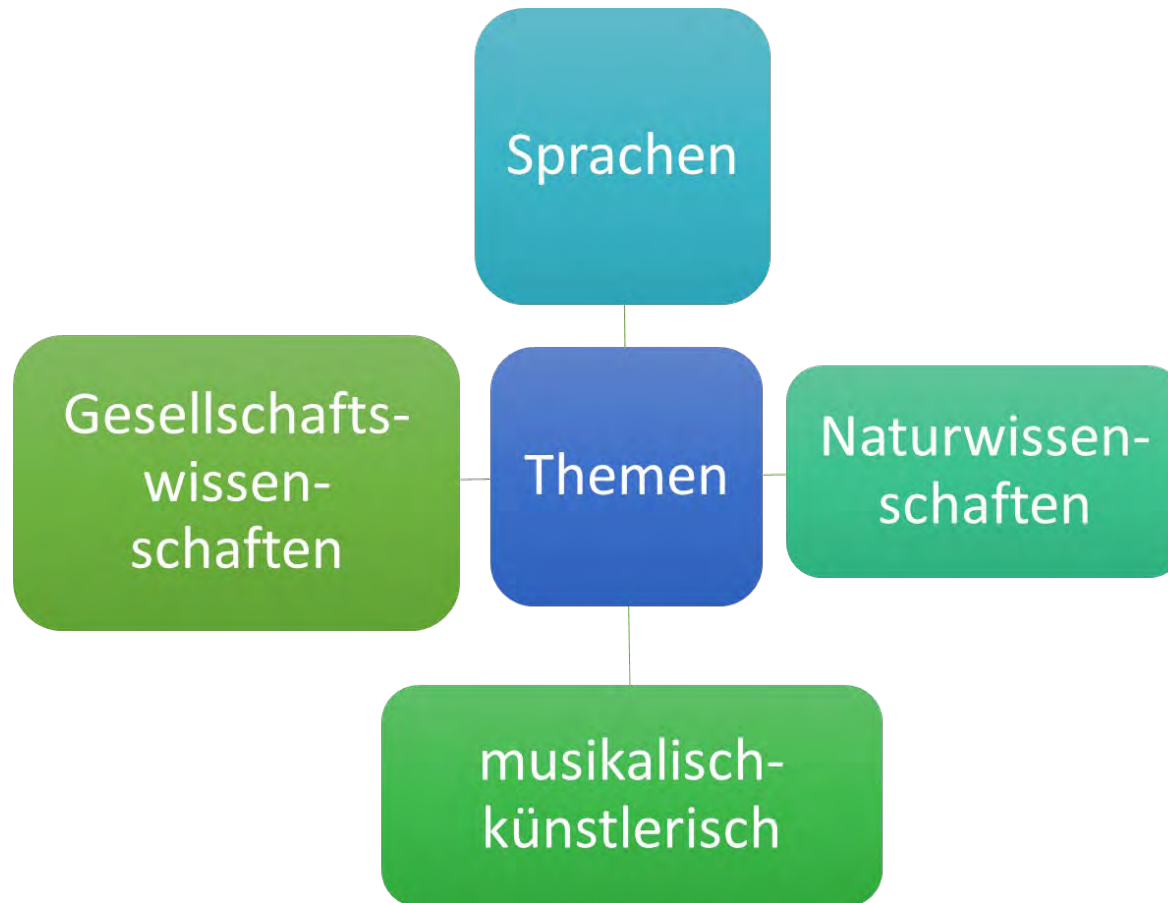 Sprachen
Gesellschafts-
wissen-
schaften
Themen
Naturwissen-
schaften
musikalisch-
künstlerisch